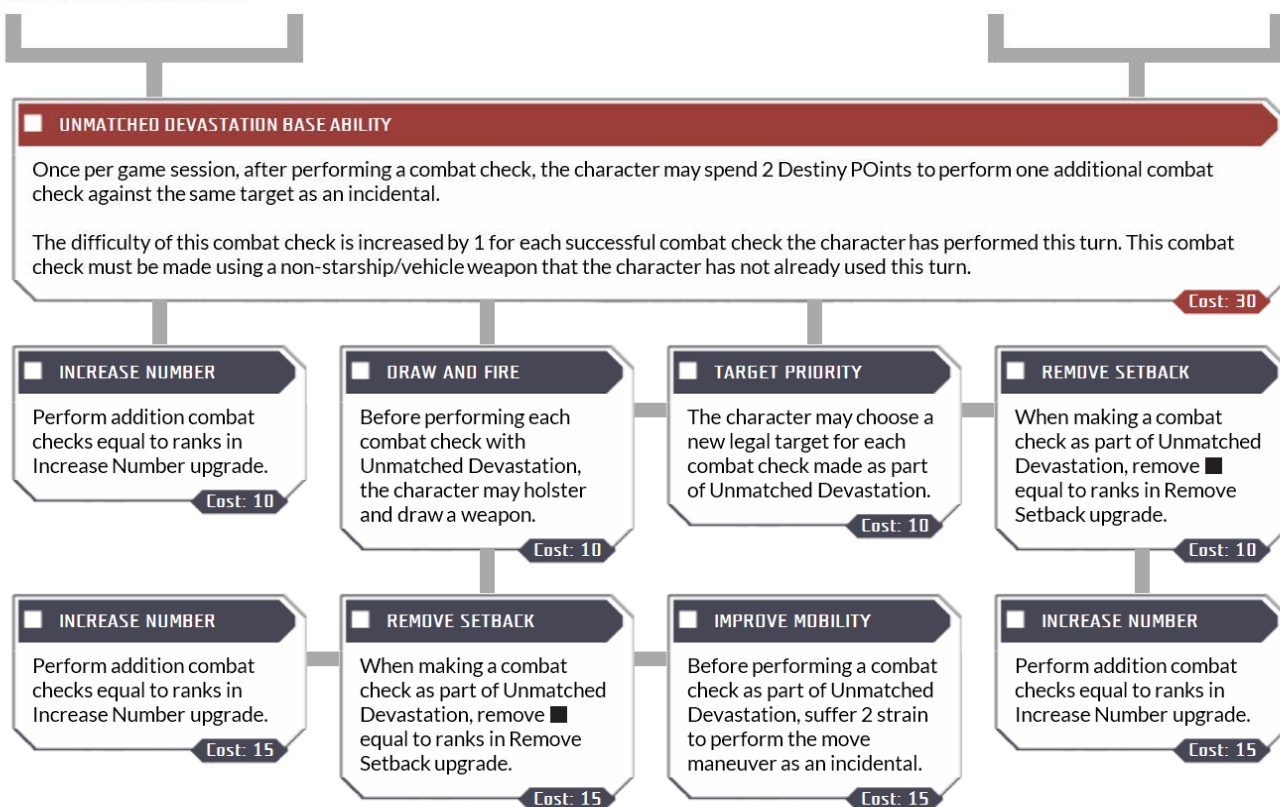 UNMATCHED DEVASTATION BASE ABILITY
Once per game session, after performing a combat check, the character may spend 2 Destiny POints to perform one additional combat
check against the same target as an incidental.
The difficulty of this combat check is increased by 1 for each successful combat check the character has performed this turn. This combat
check must be made using a non-starship/vehicle weapon that the character has not already used this turn.
Cost: 30
INCREASE NUMBER
Perform addition combat
checks equal to ranks in
Increase Number upgrade.
Cost: 10
DRAW AND FIRE
Before performing each
combat check with
Unmatched Devastation,
the character may holster
and draw a weapon.
Cost: 10
TARGET PRIORITY
The character may choose a
new legal target for each
combat check made as part
of Unmatched Devastation.
Cost: 10
REMOVE SETBACK
When making a combat
check as part of Unmatched
Devastation, remove ■
equal to ranks in Remove
Setback upgrade.
Cost: 10
INCREASE NUMBER
Perform addition combat
checks equal to ranks in
Increase Number upgrade.
Cost: 15
REMOVE SETBACK
When making a combat
check as part of Unmatched
Devastation, remove ■
equal to ranks in Remove
Setback upgrade.
Cost: 15
IMPROVE MOBILITY
Before performing a combat
check as part of Unmatched
Devastation, suffer 2 strain
to perform the move
maneuver as an incidental.
Cost: 15
INCREASE NUMBER
Perform addition combat
checks equal to ranks in
Increase Number upgrade.
Cost: 15